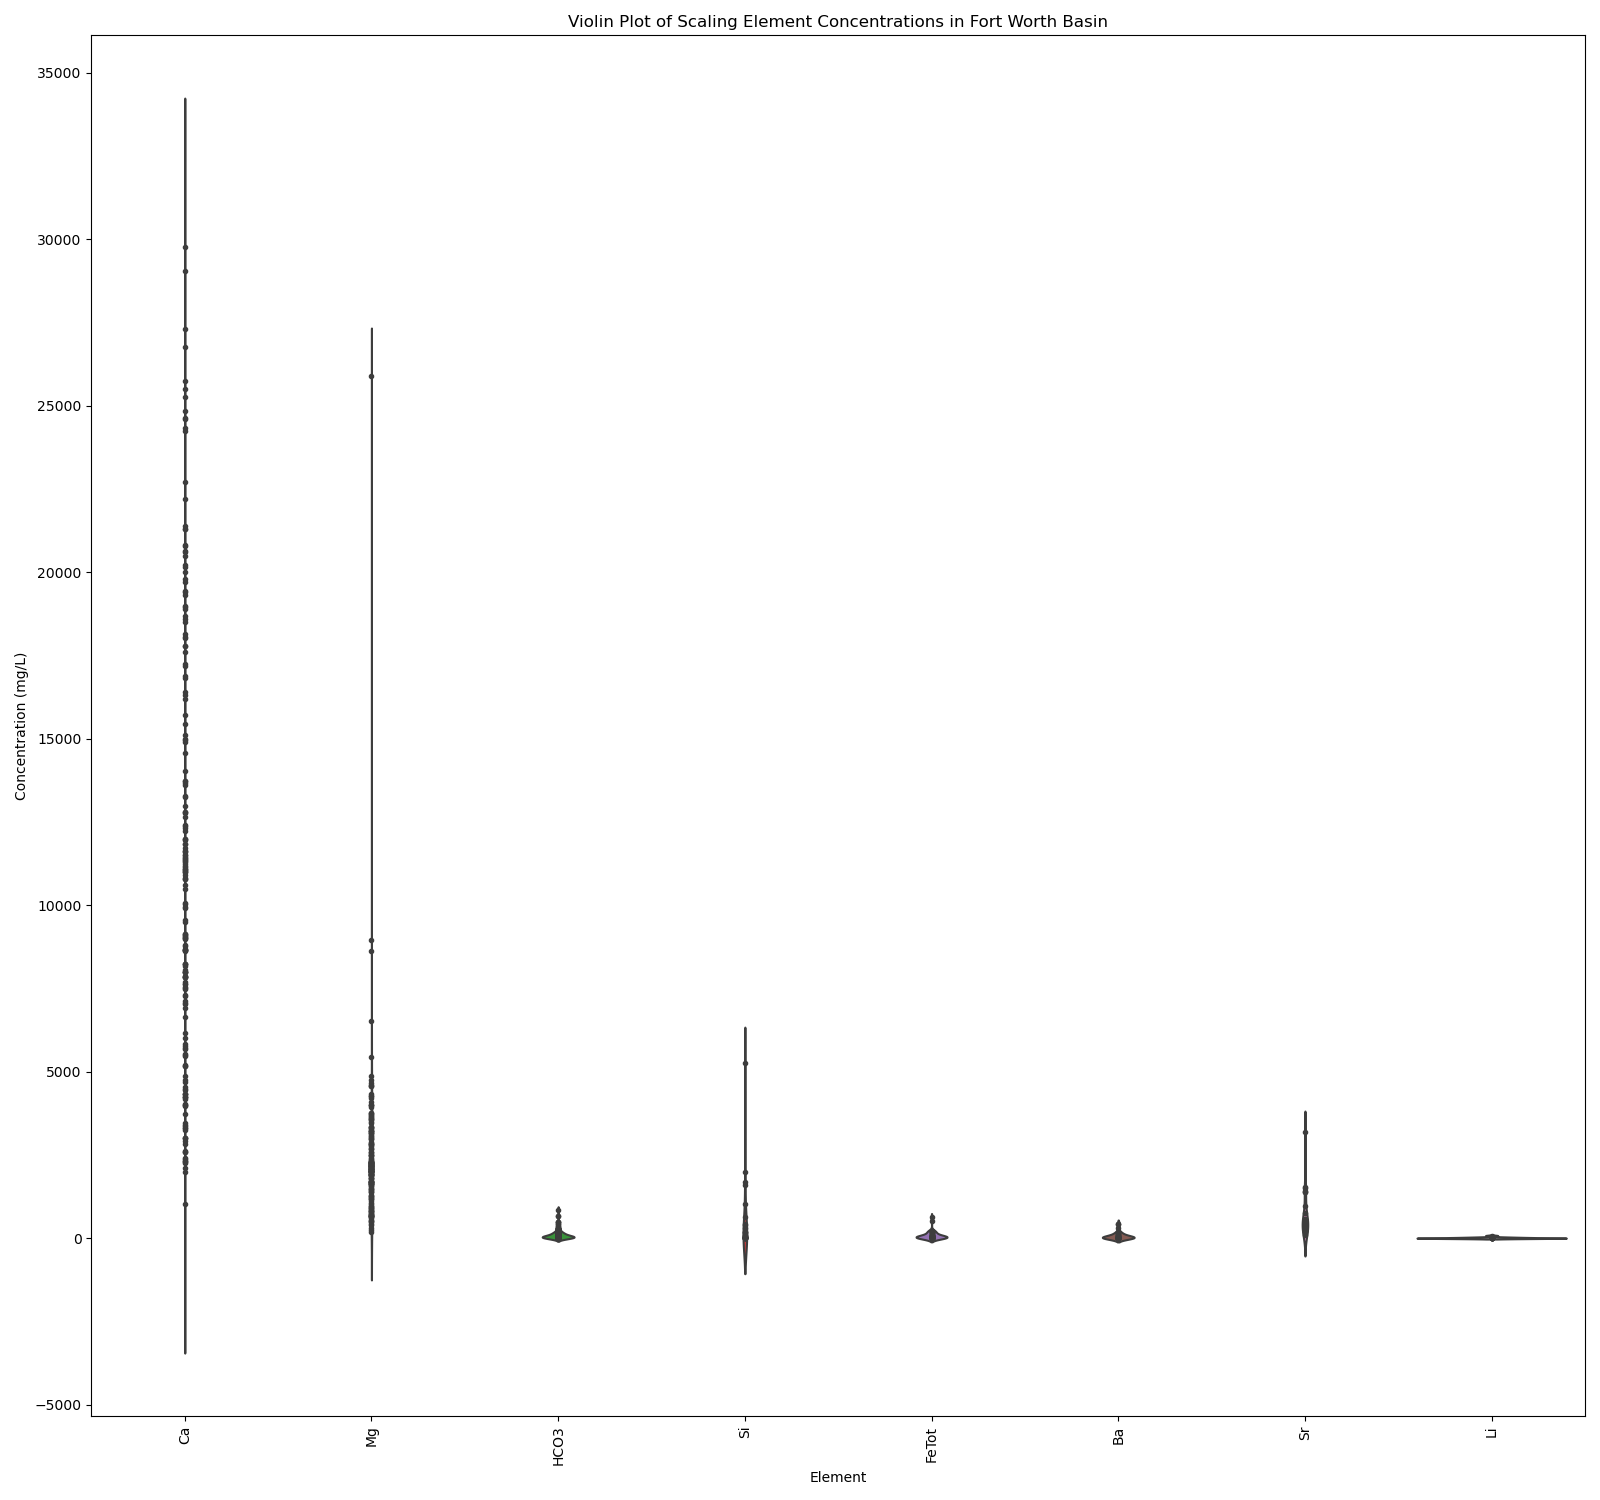 Violin Plot of Scaling Element Concentrations in Fort Worth Basin
35000
30000
25000
20000
15000
10000
5000
0
−5000
Concentration (mg/L)
Ca
Mg
HCO3
Si
FeTot
Ba
Sr
Li
Element